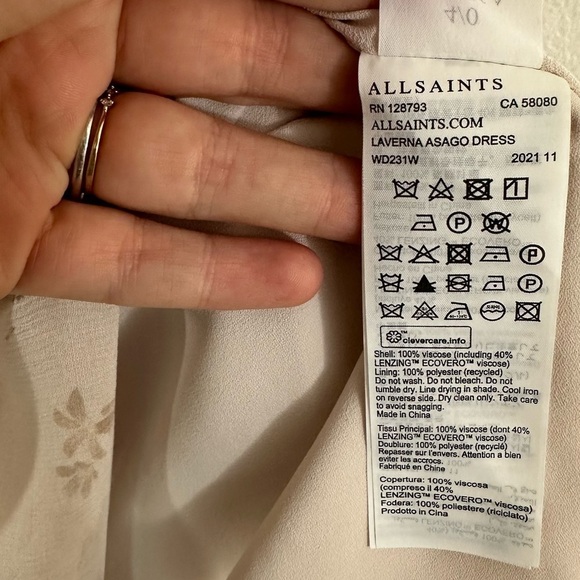 4/0
ALLSAINTS
RN 128793 CA 58080
ALLSAINTS.COM
LAVERNA ASAGO DRESS
WD231W 2021 11
P W
P
P
clevercare.info
Shell: 100% viscose (including 40%
LENZING™ ECOVERO™ viscose)
Lining: 100% polyester (recycled)
Do not wash. Do not bleach. Do not
tumble dry. Line drying in shade. Cool iron
on reverse side. Dry clean only. Take care
to avoid snagging.
Made in China
Tissu Principal: 100% viscose (dont 40%
LENZING™ ECOVERO™ viscose)
Doublure: 100% polyester (recyclé)
Repasser sur l'envers. Attention a bien
eviter les accrocs.
Fabriqué en Chine
Copertura: 100% viscosa
(compreso il 40%
LENZING™ ECOVERO™ viscosa)
Fodera: 100% poliestere (riciclato)
Prodotto in Cina